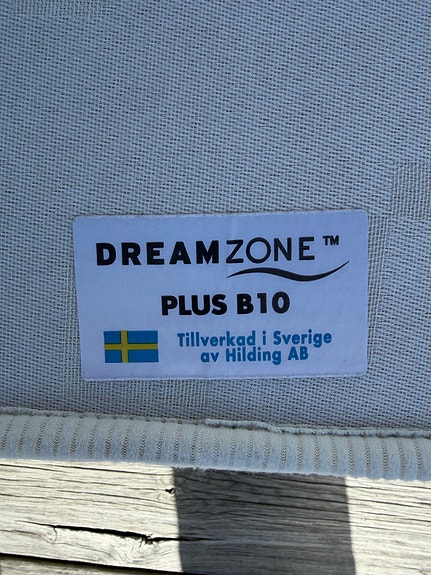 DREAMZONE™
PLUS B10
Tillverkad i Sverige
av Hilding AB